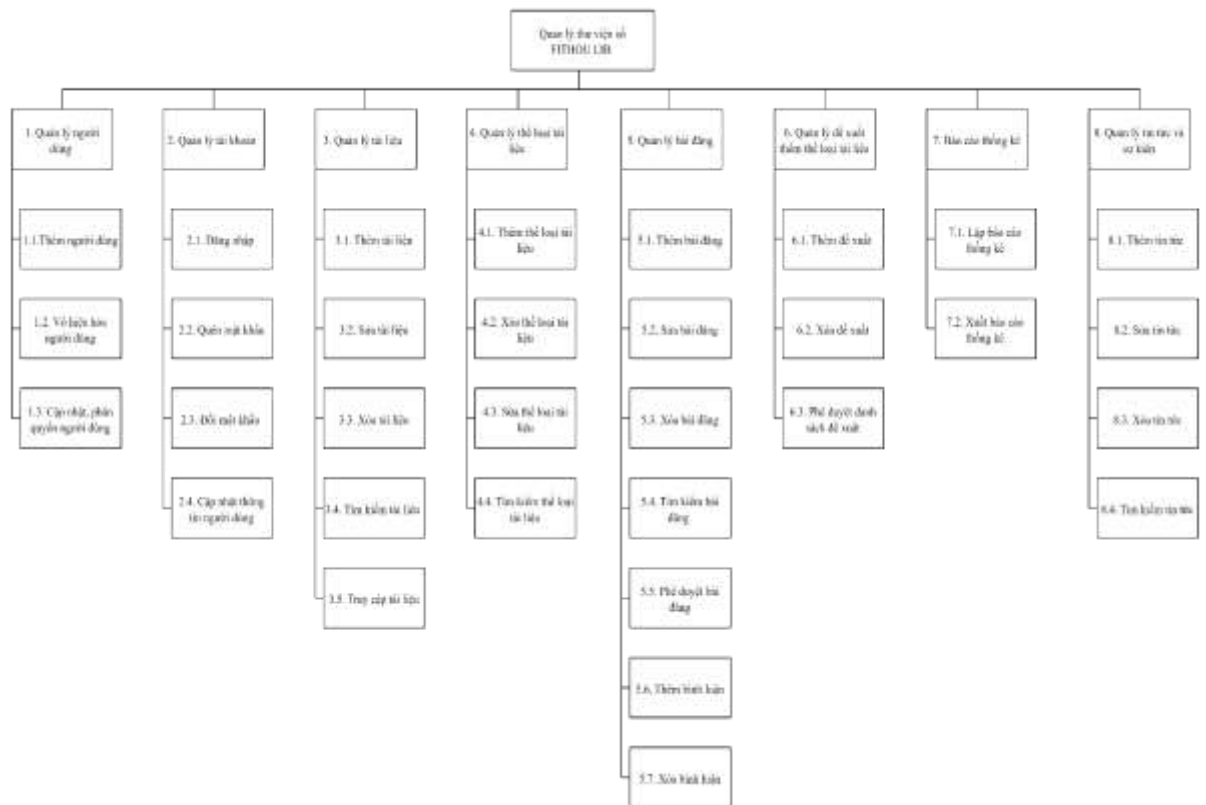 Quản lý thư viện số
FITHOU LIB
1. Quản lý người
dùng
2. Quản lý tài khoản
3. Quản lý tài liệu
4. Quản lý thể loại tài
liệu
5. Quản lý bài đăng
6. Quản lý đề xuất
thêm thể loại tài liệu
7. Báo cáo thống kê
8. Quản lý tin tức và
sự kiện
1.1.Thêm người dùng
1.2. Vô hiệu hóa
người dùng
1.3. Cập nhật, phân
quyền người dùng
2.1. Đăng nhập
2.2. Quên mật khẩu
2.3. Đổi mật khẩu
2.4. Cập nhật thông
tin người dùng
3.1. Thêm tài liệu
3.2. Sửa tài liệu
3.3. Xóa tài liệu
3.4. Tìm kiếm tài liệu
3.5. Truy cập tài liệu
4.1. Thêm thể loại tài
liệu
4.2. Xóa thể loại tài
liệu
4.3. Sửa thể loại tài
liệu
4.4. Tìm kiếm thể loại
tài liệu
5.1. Thêm bài đăng
5.2. Sửa bài đăng
5.3. Xóa bài đăng
5.4. Tìm kiếm bài
đăng
5.5. Phê duyệt bài
đăng
5.6. Thêm bình luận
5.7. Xóa bình luận
6.1. Thêm đề xuất
6.2. Xóa đề xuất
6.3. Phê duyệt danh
sách đề xuất
7.1. Lập báo cáo
thống kê
7.2. Xuất báo cáo
thống kê
8.1. Thêm tin tức
8.2. Sửa tin tức
8.3. Xóa tin tức
8.4. Tìm kiếm tin tức